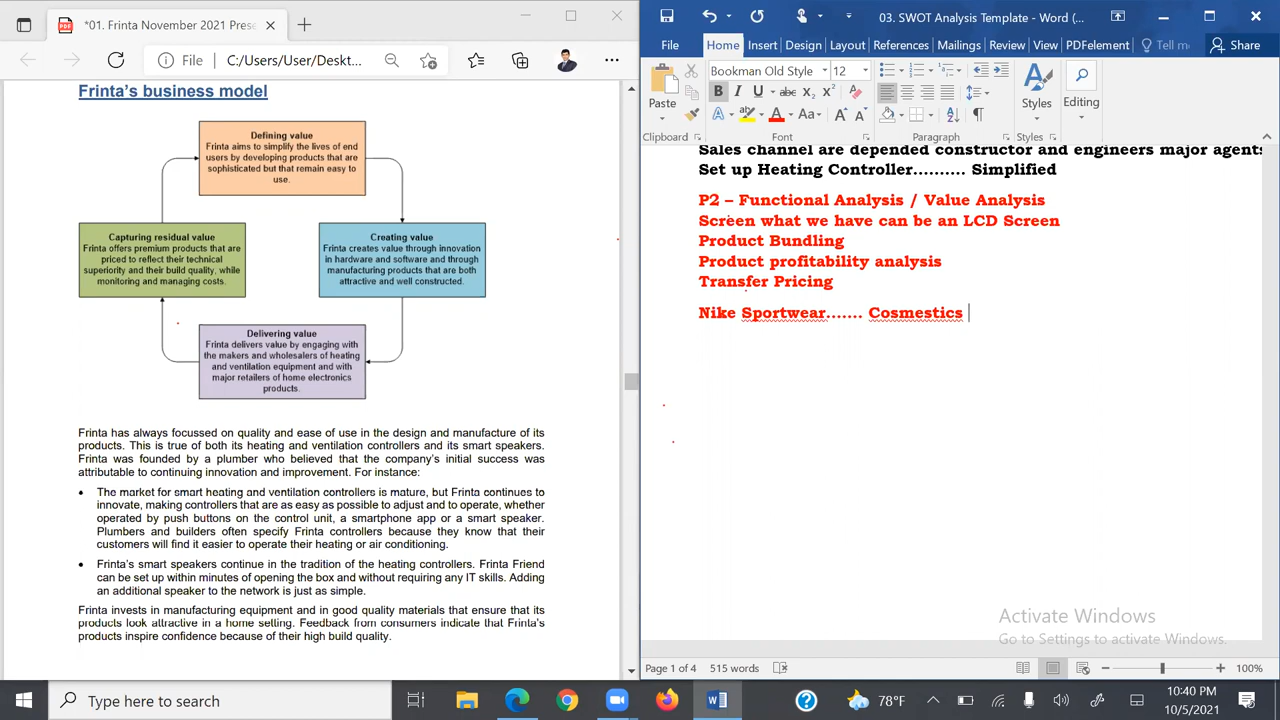 *01. Frinta November 2021 Prese
File
C:/Users/User/Deskt...
Frinta's business model
Defining value
Frinta aims to simplify the lives of end
users by developing products that are
sophisticated but that remain easy to
use.
Capturing residual value
Frinta offers premium products that are
priced to reflect their technical
superiority and their build quality, while
monitoring and managing costs.
Creating value
Frinta creates value through innovation
in hardware and software and through
manufacturing products that are both
attractive and well constructed.
Delivering value
Frinta delivers value by engaging with
the makers and wholesalers of heating
and ventilation equipment and with
major retailers of home electronics
products.
Frinta has always focussed on quality and ease of use in the design and manufacture of its
products. This is true of both its heating and ventilation controllers and its smart speakers.
Frinta was founded by a plumber who believed that the company's initial success was
attributable to continuing innovation and improvement. For instance:
• The market for smart heating and ventilation controllers is mature, but Frinta continues to
innovate, making controllers that are as easy as possible to adjust and to operate, whether
operated by push buttons on the control unit, a smartphone app or a smart speaker.
Plumbers and builders often specify Frinta controllers because they know that their
customers will find it easier to operate their heating or air conditioning.
• Frinta's smart speakers continue in the tradition of the heating controllers. Frinta Friend
can be set up within minutes of opening the box and without requiring any IT skills. Adding
an additional speaker to the network is just as simple.
Frinta invests in manufacturing equipment and in good quality materials that ensure that its
products look attractive in a home setting. Feedback from consumers indicate that Frinta's
products inspire confidence because of their high build quality.
03. SWOT Analysis Template - Word (...
File Home Insert Design Layout References Mailings Review View PDFelement Tell me Share
Bookman Old Style 12
Paste
B I U abc x₂ x² Aa
Styles
Editing
Clipboard Font Paragraph Styles
Sales channel are depended constructor and engineers major agents
Set up Heating Controller.......... Simplified
P2 – Functional Analysis / Value Analysis
Screen what we have can be an LCD Screen
Product Bundling
Product profitability analysis
Transfer Pricing
Nike Sportwear....... Cosmestics
Activate Windows
Go to Settings to activate Windows.
Page 1 of 4 515 words 100%
Type here to search
78°F
10:40 PM
10/5/2021